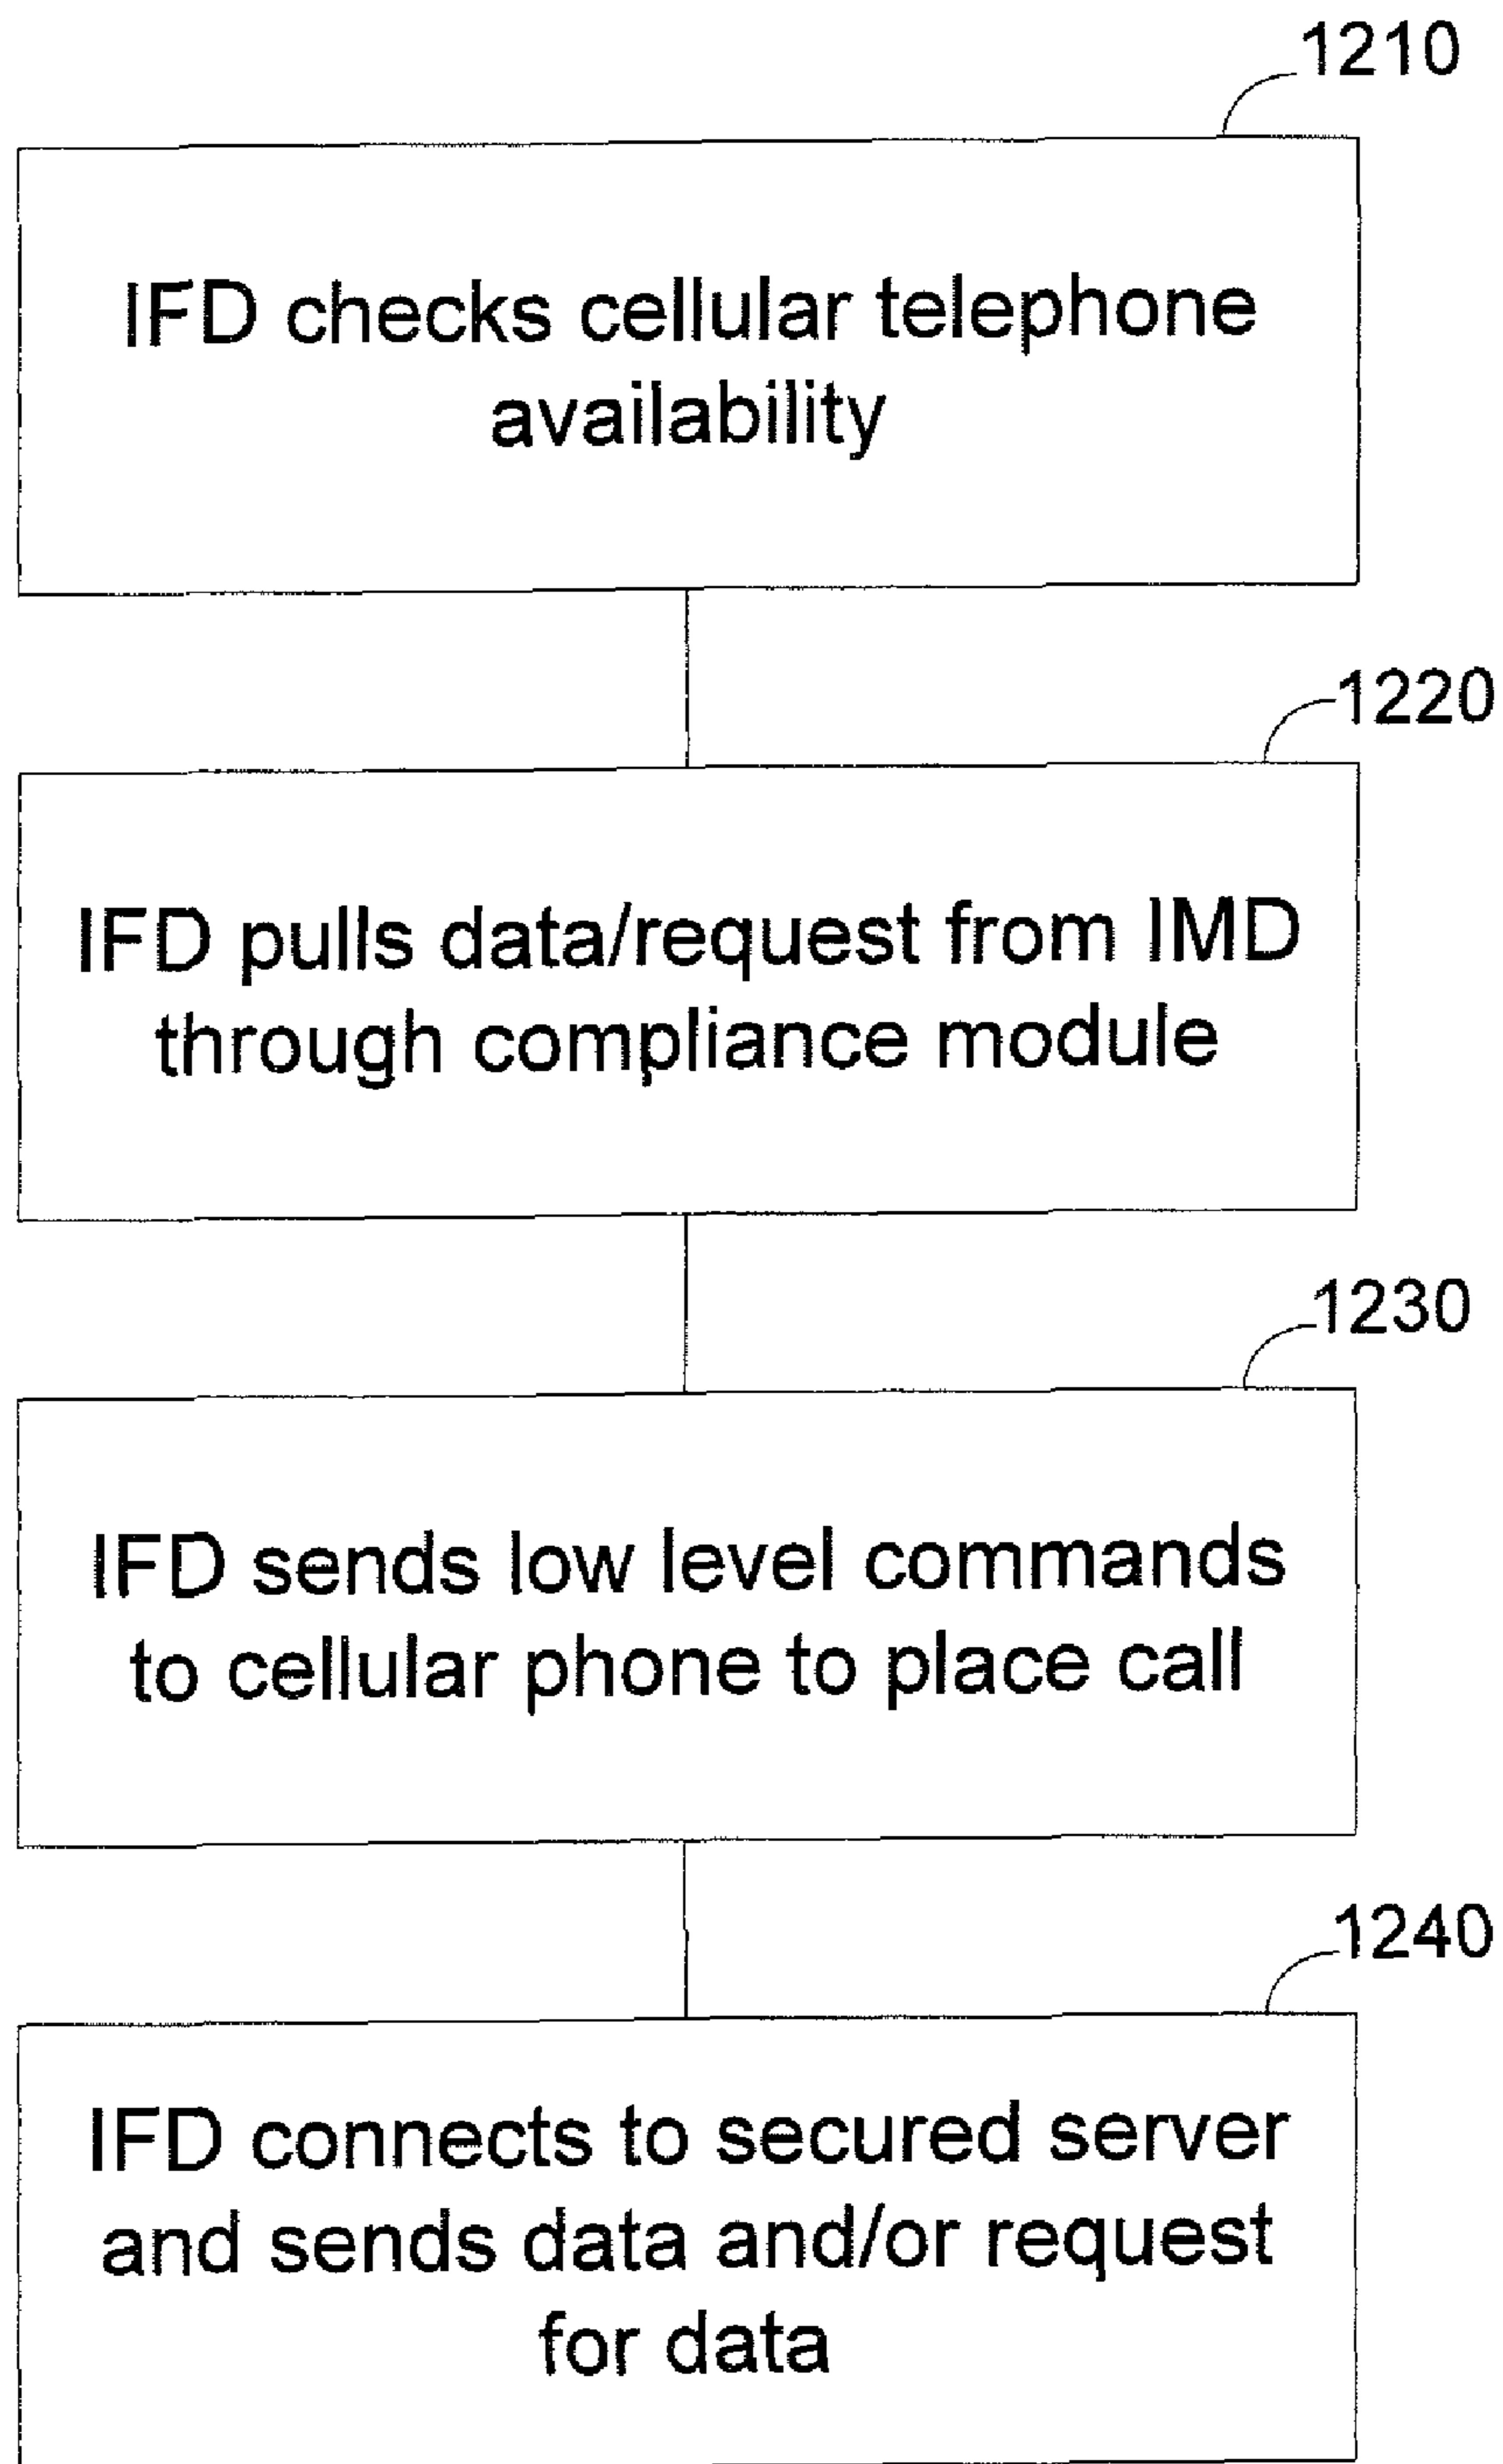 1210
IFD checks cellular telephone
availability
1220
IFD pulls data/request from IMD
through compliance module
1230
IFD sends low level commands
to cellular phone to place call
1240
IFD connects to secured server
and sends data and/or request
for data